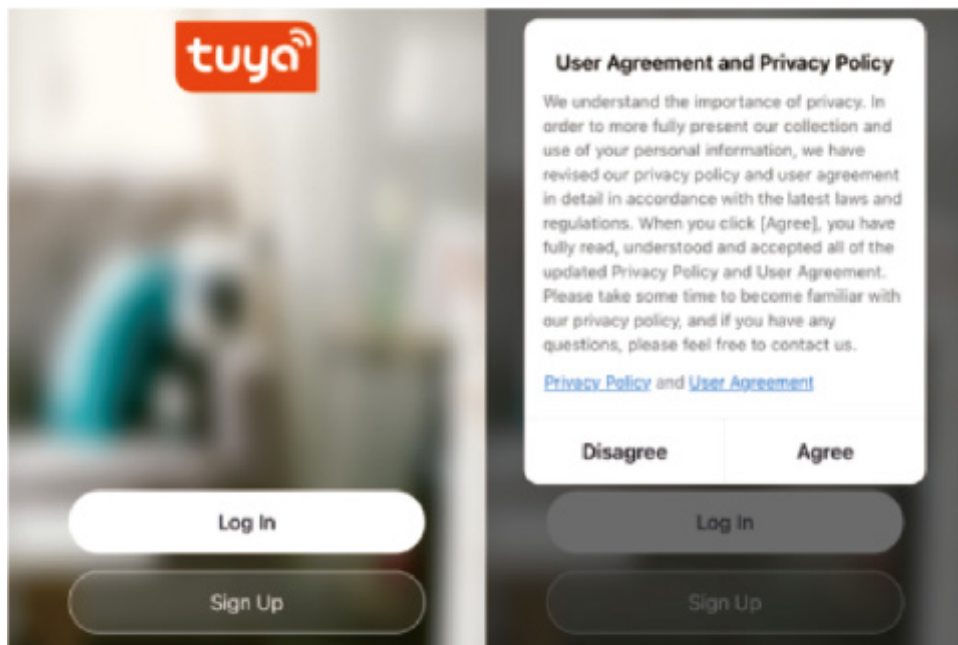 tuya
Log In
Sign Up
User Agreement and Privacy Policy
We understand the importance of privacy. In
order to more fully present our collection and
use of your personal information, we have
revised our privacy policy and user agreement
in detail in accordance with the latest laws and
regulations. When you click [Agree], you have
fully read, understood and accepted all of the
updated Privacy Policy and User Agreement.
Please take some time to become familiar with
our privacy policy, and if you have any
questions, please feel free to contact us.
Privacy Policy and User Agreement
Disagree Agree
Log In
Sign Up